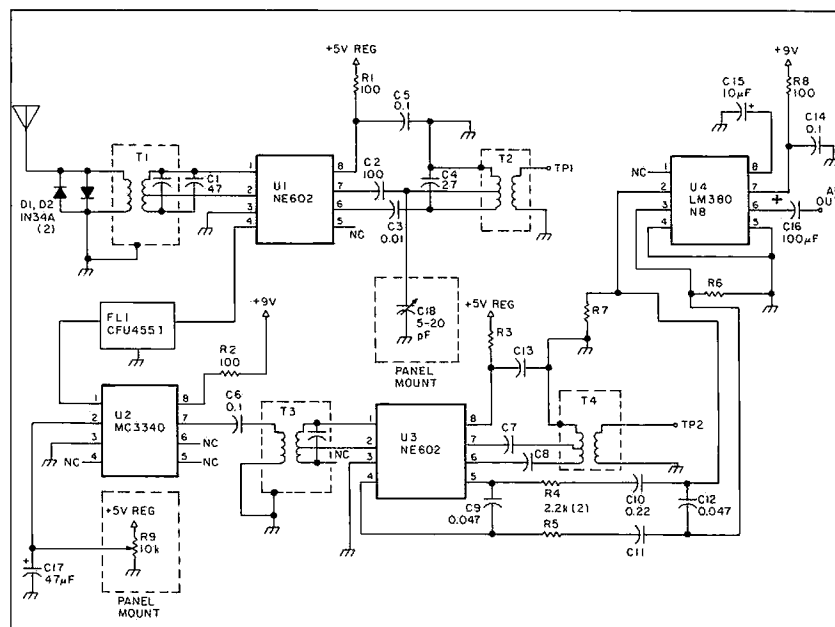 +5V REG
R1
100
C5
0.1
T1
C1
47
D1, D2
1N34A
(2)
1
2
3
4
U1
NE602
8
7
6
5
NC
C2
100
C3
0.01
C4
27
T2
TP1
C18
5-20
pF
PANEL
MOUNT
+9V
R8
100
C15
10µF
+
C14
0.1
NC
1
2
3
4
U4
LM380
N8
8
7
6
5
+
C16
100µF
OUT
R6
R7
FL1
CFU455I
+9V
R2
100
1
2
3
4
NC
U2
MC3340
8
7
6
5
NC
NC
C6
0.1
T3
NC
+5V REG
R3
C13
1
2
3
4
U3
NE602
8
7
6
5
C7
C8
T4
TP2
C9
0.047
R4
2.2k (2)
R5
C10
0.22
C11
C12
0.047
+5V REG
R9
10k
PANEL
MOUNT
+
C17
47µF